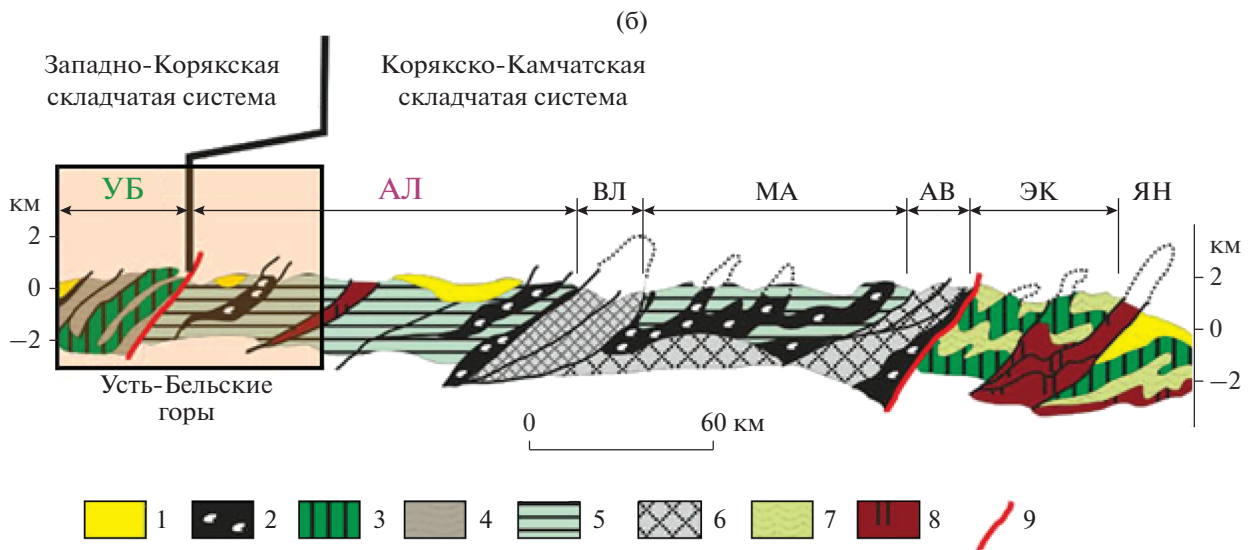 (б)
Западно-Корякская
складчатая система
Корякско-Камчатская
складчатая система
УБ
АЛ
ВЛ
МА
АВ
ЭК
ЯН
км
2
0
–2
км
2
0
–2
Усть-Бельские
горы
0 60 км
1 2 3 4 5 6 7 8 9